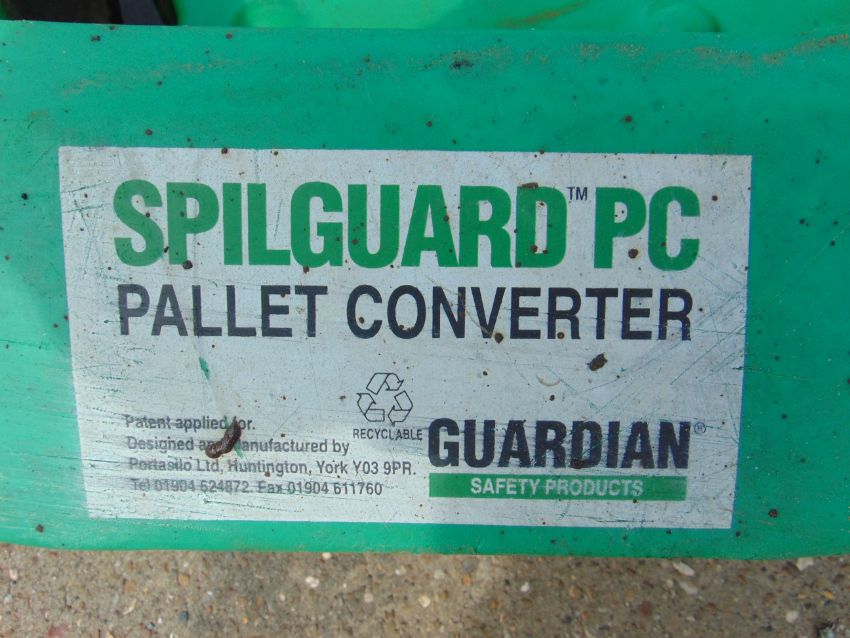 SPILGUARD™ PC
PALLET CONVERTER
Patent applied for.
Designed and manufactured by
Portasilo Ltd, Huntington, York Y03 9PR.
Tel 01904 624872. Fax 01904 611760
RECYCLABLE
GUARDIAN®
SAFETY PRODUCTS